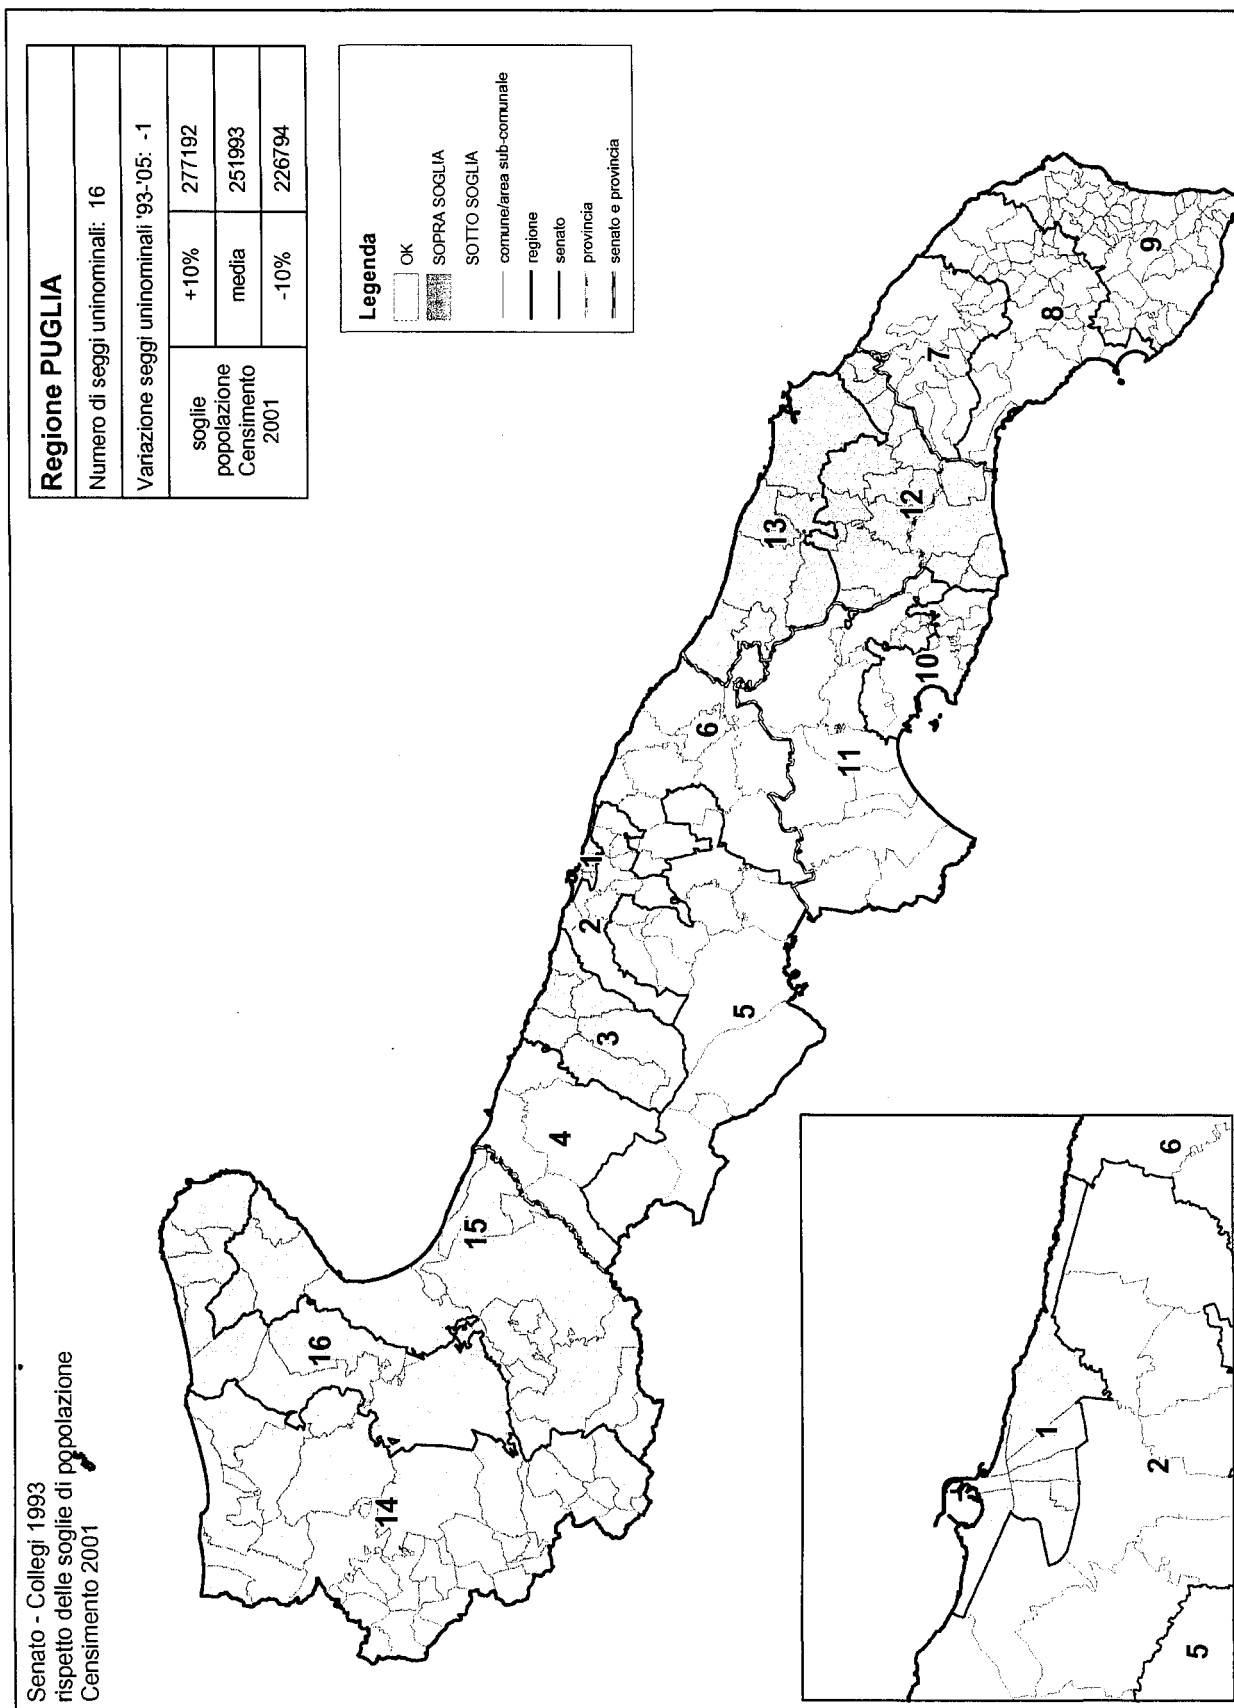 Senato - Collegi 1993
rispetto delle soglie di popolazione
Censimento 2001
Regione PUGLIA
Numero di seggi uninominali: 16
Variazione seggi uninominali '93-'05: -1
soglie
popolazione
Censimento
2001
+10% 277192
media 251993
-10% 226794
Legenda
OK
SOPRA SOGLIA
SOTTO SOGLIA
comune/area sub-comunale
regione
senato
provincia
senato e provincia
14
16
15
4
3
5
2
1
6
11
10
13
12
7
8
9
5
2
1
6